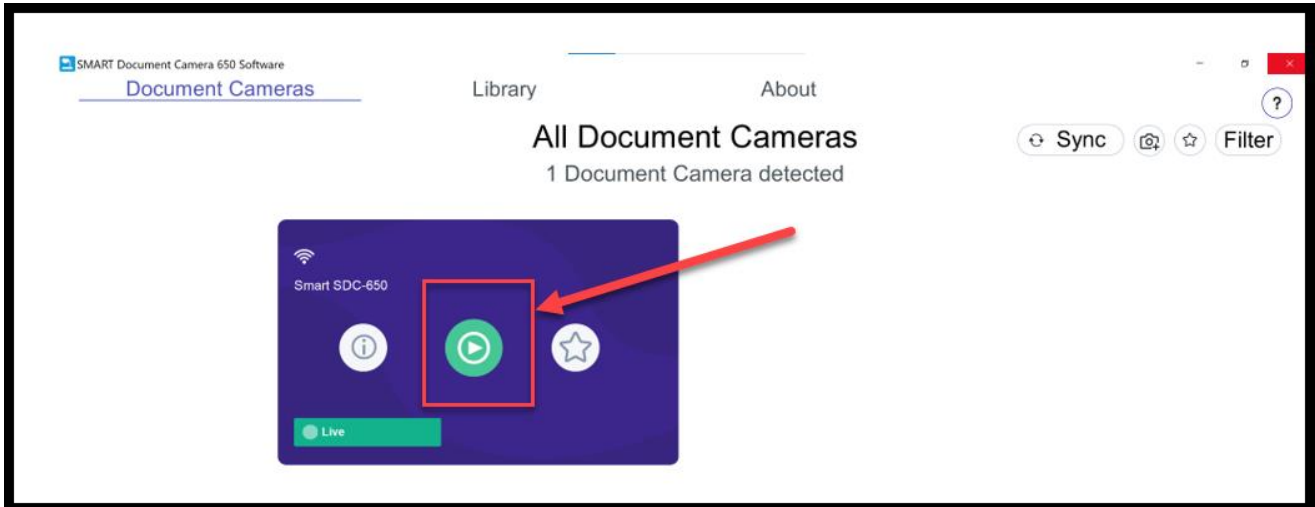 SMART Document Camera 650 Software
Document Cameras Library About
?
All Document Cameras
Sync Filter
1 Document Camera detected
Smart SDC-650
Live